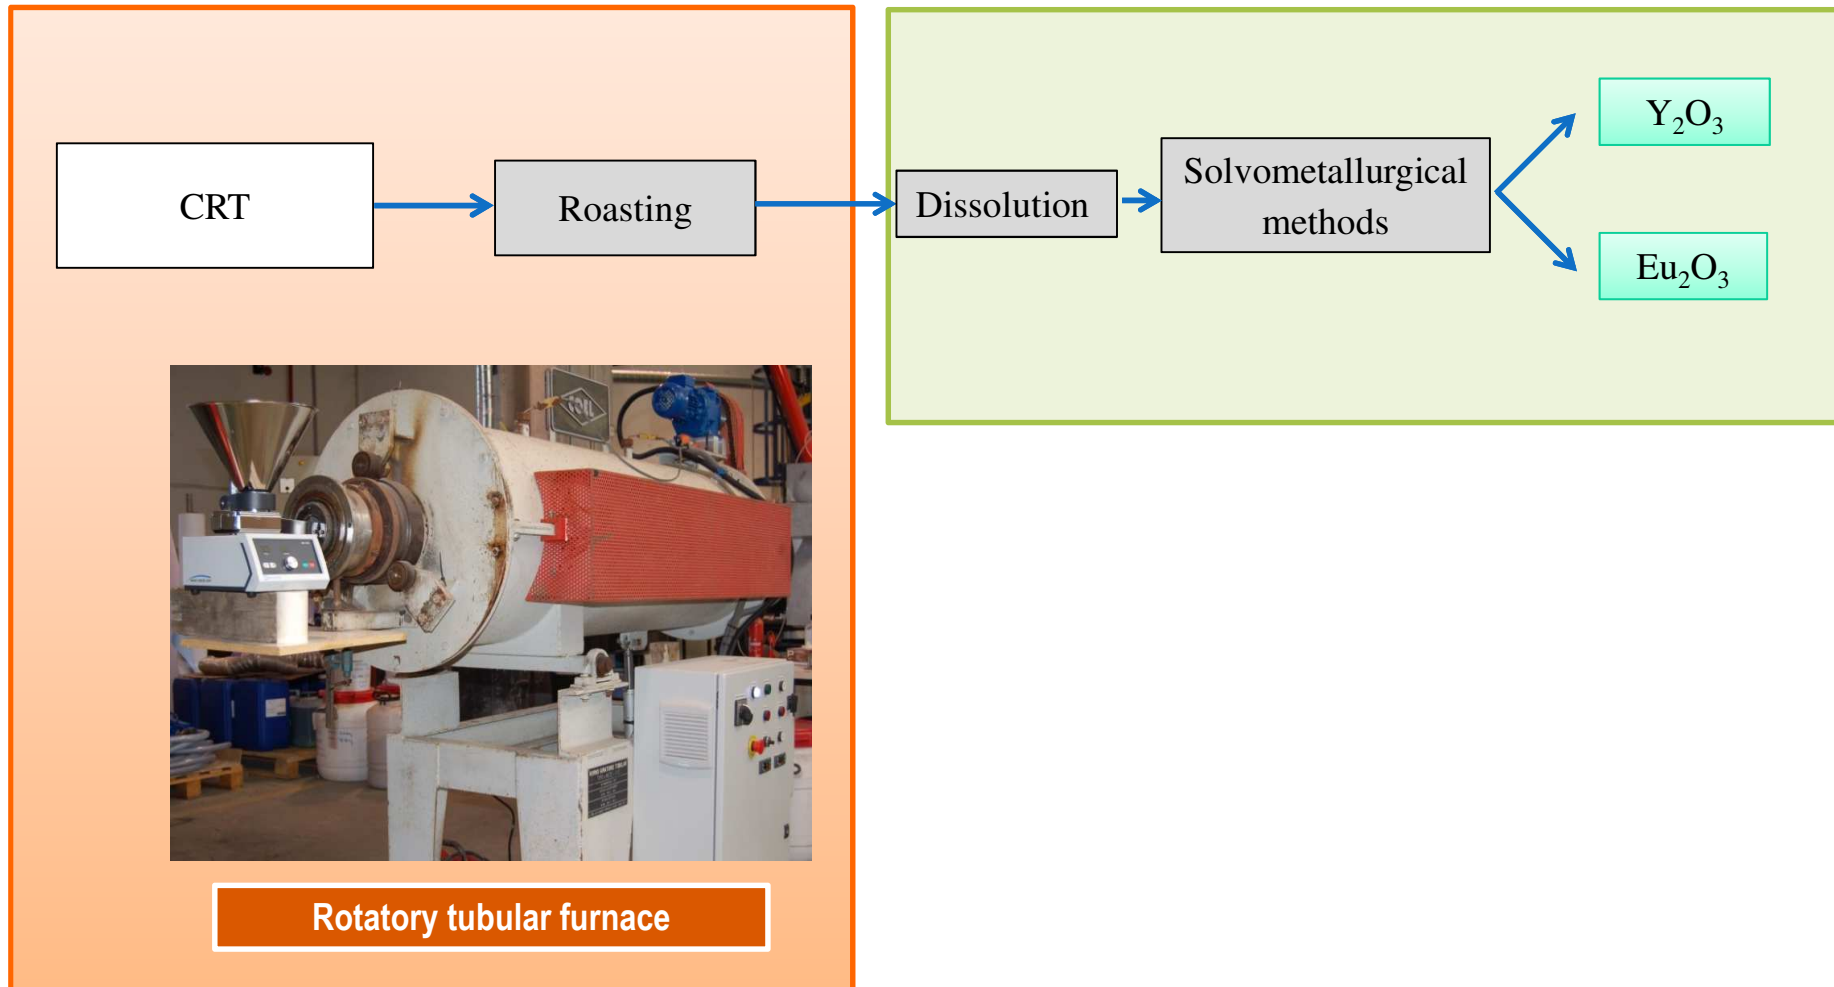 CRT
Roasting
Dissolution
Solvometallurgical
methods
Y₂O₃
Eu₂O₃
Rotatory tubular furnace